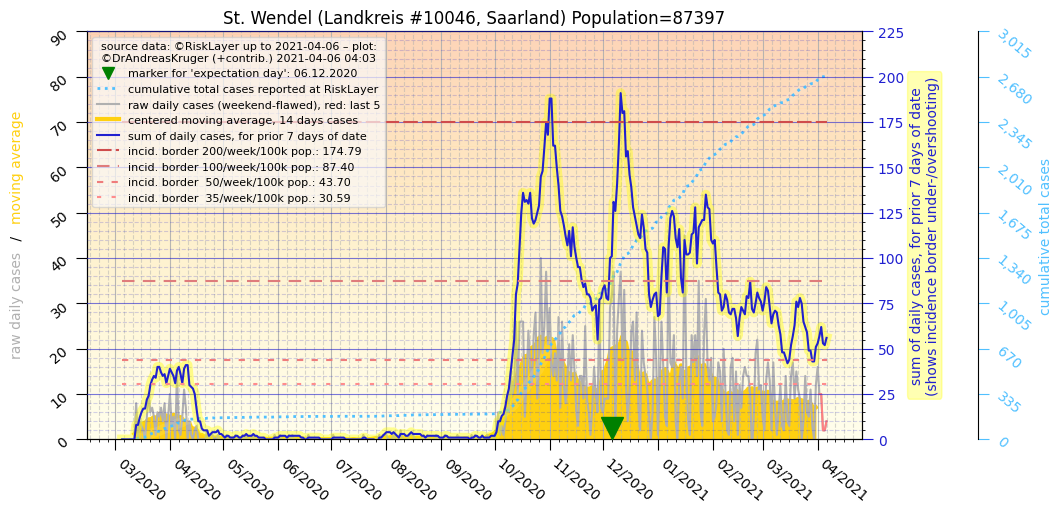 St. Wendel (Landkreis #10046, Saarland) Population=87397
source data: ©RiskLayer up to 2021-04-06 – plot:
©DrAndreasKruger (+contrib.) 2021-04-06 04:03
marker for 'expectation day': 06.12.2020
cumulative total cases reported at RiskLayer
raw daily cases (weekend-flawed), red: last 5
centered moving average, 14 days cases
sum of daily cases, for prior 7 days of date
incid. border 200/week/100k pop.: 174.79
incid. border 100/week/100k pop.: 87.40
incid. border  50/week/100k pop.: 43.70
incid. border  35/week/100k pop.: 30.59
raw daily cases  /  moving average
90
80
70
60
50
40
30
20
10
0
03/2020
04/2020
05/2020
06/2020
07/2020
08/2020
09/2020
10/2020
11/2020
12/2020
01/2021
02/2021
03/2021
04/2021
225
200
175
150
125
100
75
50
25
0
sum of daily cases, for prior 7 days of date
(shows incidence border under-/overshooting)
3,015
2,680
2,345
2,010
1,675
1,340
1,005
670
335
0
cumulative total cases